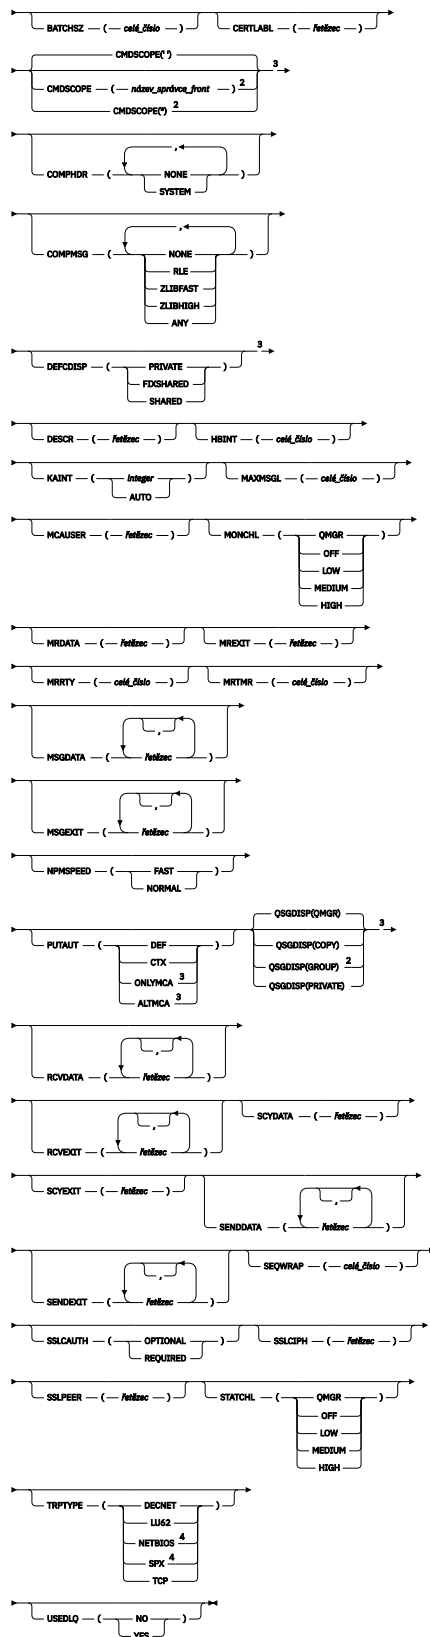 BATCHSZ ( celé_číslo ) CERTLABL ( řetězec )
CMDSCOPE(' ')
3
CMDSCOPE ( název_správce_front ) 2
CMDSCOPE(*) 2
,
COMPHDR ( NONE )
SYSTEM
,
COMPMSG ( NONE )
RLE
ZLIBFAST
ZLIBHIGH
ANY
3
DEFCDISP ( PRIVATE )
FIXSHARED
SHARED
DESCR ( řetězec ) HBINT ( celé_číslo )
KAINT ( integer ) MAXMSGL ( celé_číslo )
AUTO
MCAUSER ( řetězec ) MONCHL ( QMGR )
OFF
LOW
MEDIUM
HIGH
MRDATA ( řetězec ) MREXIT ( řetězec )
MRRTY ( celé_číslo ) MRTMR ( celé_číslo )
,
MSGDATA ( řetězec )
,
MSGEXIT ( řetězec )
NPMSPEED ( FAST )
NORMAL
QSGDISP(QMGR)
3
PUTAUT ( DEF ) QSGDISP(COPY)
CTX QSGDISP(GROUP) 2
ONLYMCA 3 QSGDISP(PRIVATE)
ALTMCA 3
,
RCVDATA ( řetězec )
,
RCVEXIT ( řetězec ) SCYDATA ( řetězec )
SCYEXIT ( řetězec )
,
SENDDATA ( řetězec )
,
SENDEXIT ( řetězec ) SEQWRAP ( celé_číslo )
SSLCAUTH ( OPTIONAL ) SSLCIPH ( řetězec )
REQUIRED
SSLPEER ( řetězec ) STATCHL ( QMGR )
OFF
LOW
MEDIUM
HIGH
TRPTYPE ( DECNET )
LU62
NETBIOS 4
SPX 4
TCP
USEDLQ ( NO )
YES